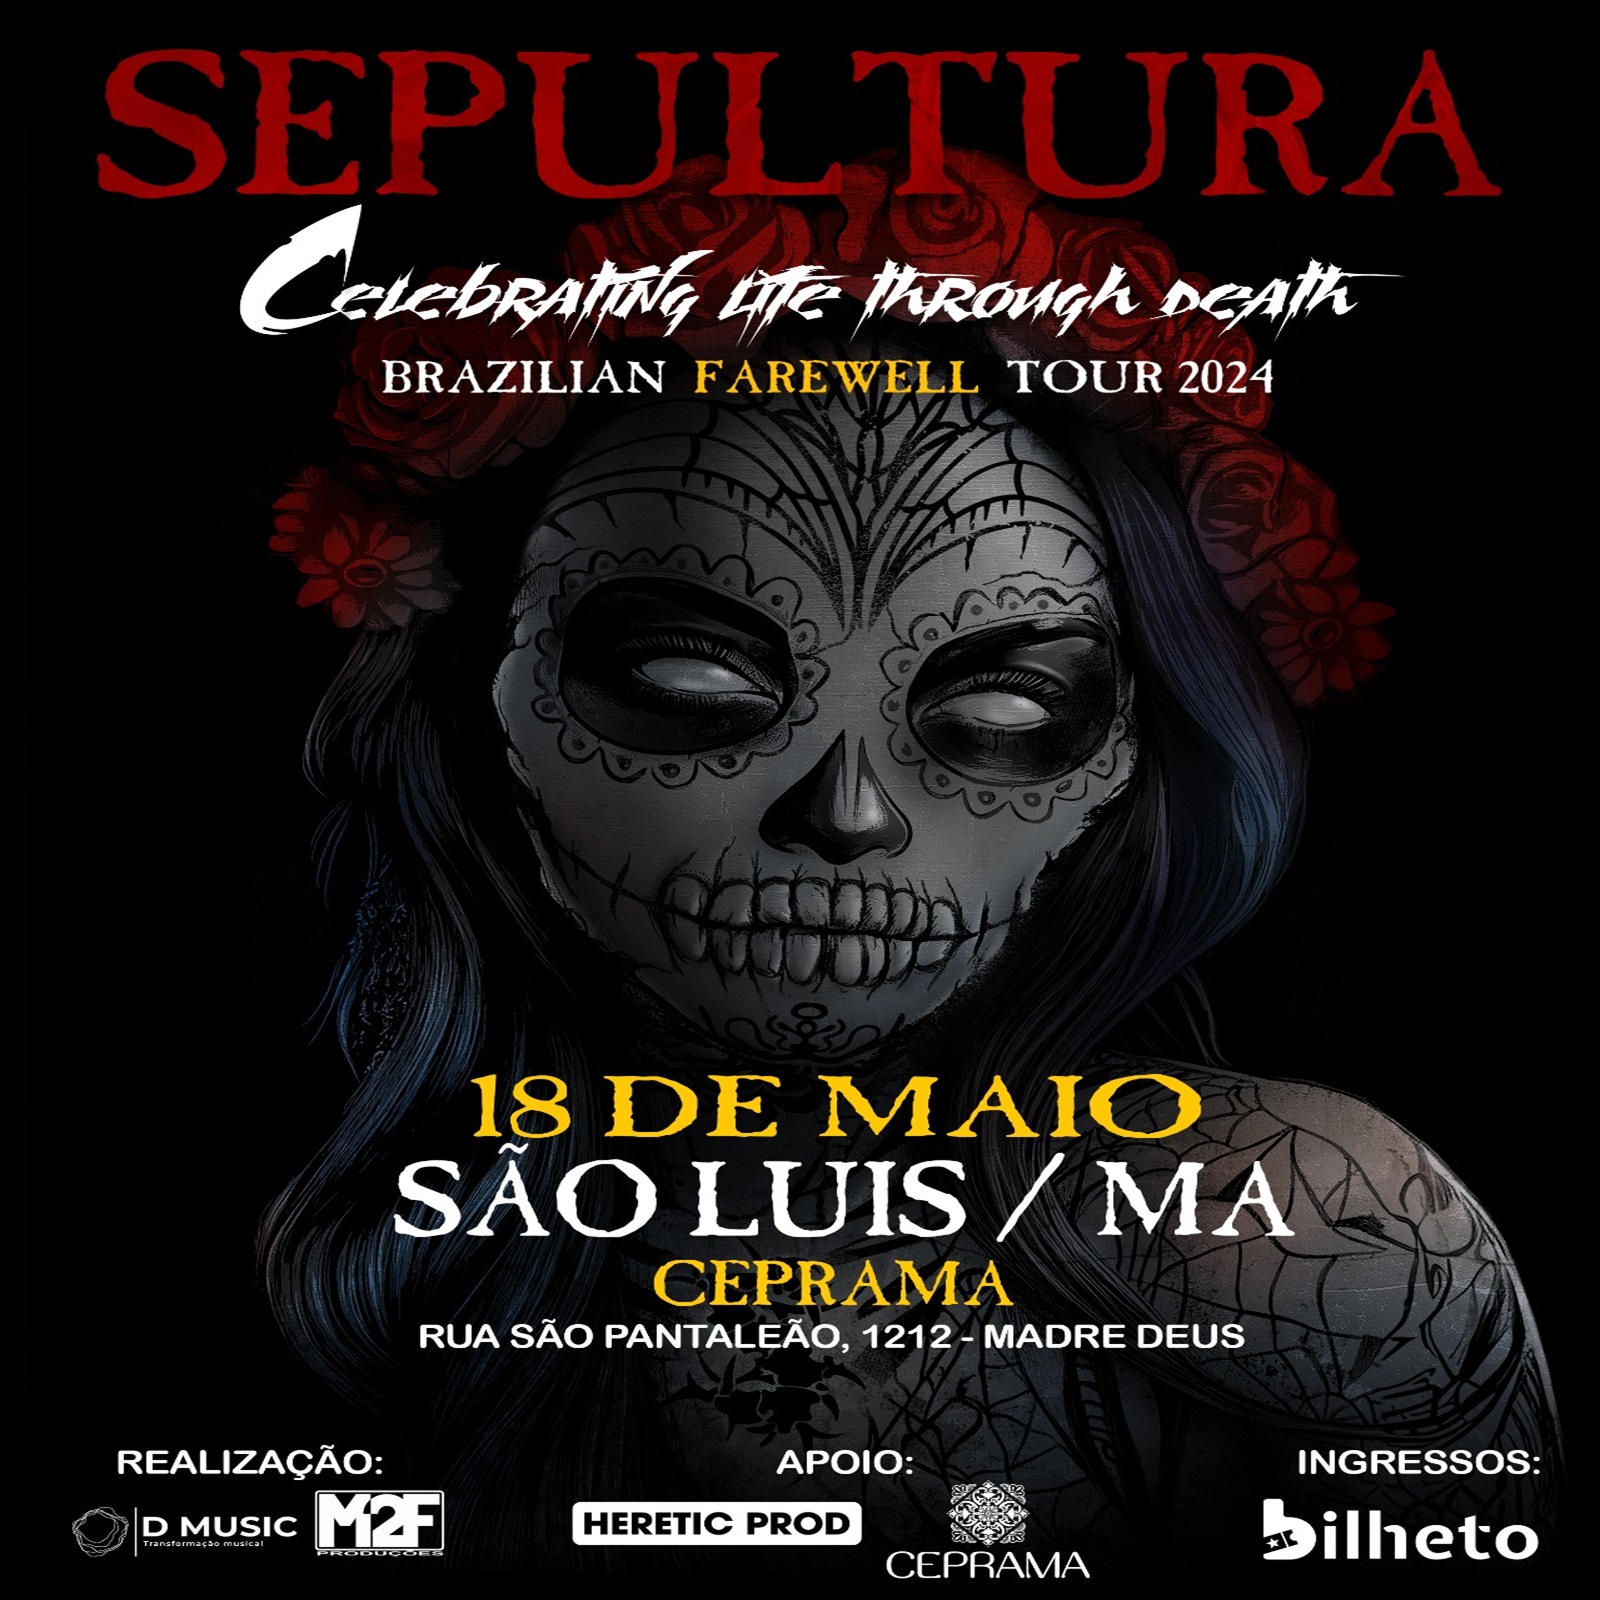 SEPULTURA
Celebrating life through death
BRAZILIAN FAREWELL TOUR 2024
18 DE MAIO
SÃO LUIS / MA
CEPRAMA
RUA SÃO PANTALEÃO, 1212 - MADRE DEUS
REALIZAÇÃO: APOIO: INGRESSOS:
D MUSIC
Transformação musical
M2F
PRODUÇÕES
HERETIC PROD
CEPRAMA
bilheto